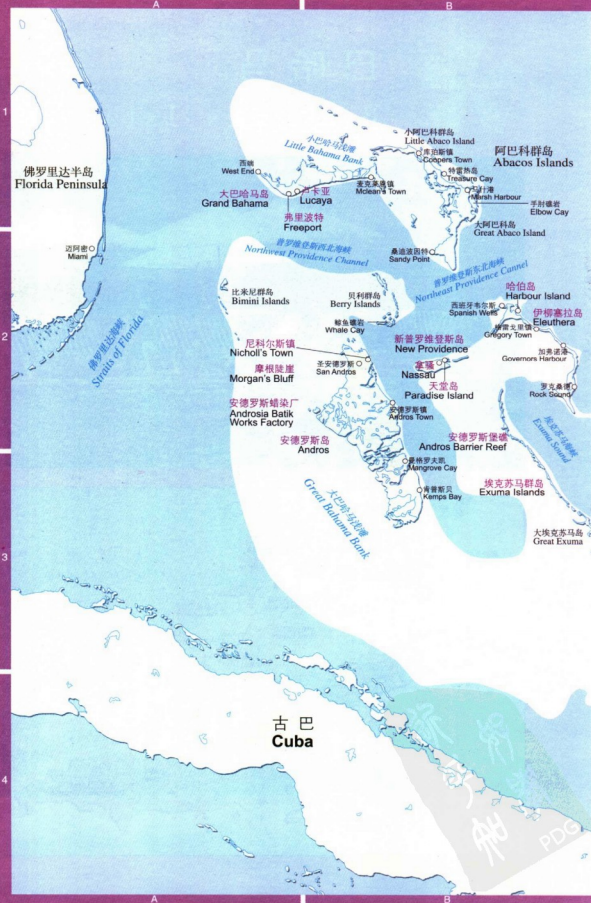 A
B
1
小阿巴科群岛
Little Abaco Island
小巴哈马浅滩
Little Bahama Bank
库泊斯镇
Coopers Town
阿巴科群岛
Abacos Islands
西端
West End
特雷热岛
Treasure Cay
佛罗里达半岛
Florida Peninsula
麦克莱恩镇
Mclean's Town
Marsh Harbour
大巴哈马岛
Grand Bahama
卢卡亚
Lucaya
手肘礁岩
Elbow Cay
弗里波特
Freeport
大阿巴科岛
Great Abaco Island
迈阿密
Miami
普罗维登斯西北海峡
Northwest Providence Channel
桑迪波因特
Sandy Point
普罗维登斯东北海峡
Northeast Providence Cannel
2
比米尼群岛
Bimini Islands
贝利群岛
Berry Islands
哈伯岛
Harbour Island
西班牙韦尔斯
Spanish Wells
伊柳塞拉岛
Eleuthera
鲸鱼礁岩
Whale Cay
格雷戈里镇
Gregory Town
佛罗里达海峡
Straits of Florida
尼科尔斯镇
Nicholl's Town
新普罗维登斯岛
New Providence
加弗诺港
Governors Harbour
圣安德罗斯
San Andros
拿骚
Nassau
摩根陡崖
Morgan's Bluff
天堂岛
Paradise Island
罗克桑德
Rock Sound
安德罗斯蜡染厂
Androsia Batik
Works Factory
安德罗斯镇
Andros Town
埃克苏马海峡
Exuma Sound
安德罗斯岛
Andros
安德罗斯堡礁
Andros Barrier Reef
曼格罗夫凯
Mangrove Cay
大巴哈马浅滩
Great Bahama Bank
埃克苏马群岛
Exuma Islands
肯普斯贝
Kemps Bay
大埃克苏马岛
Great Exuma
3
古巴
Cuba
4
PDG
A
B